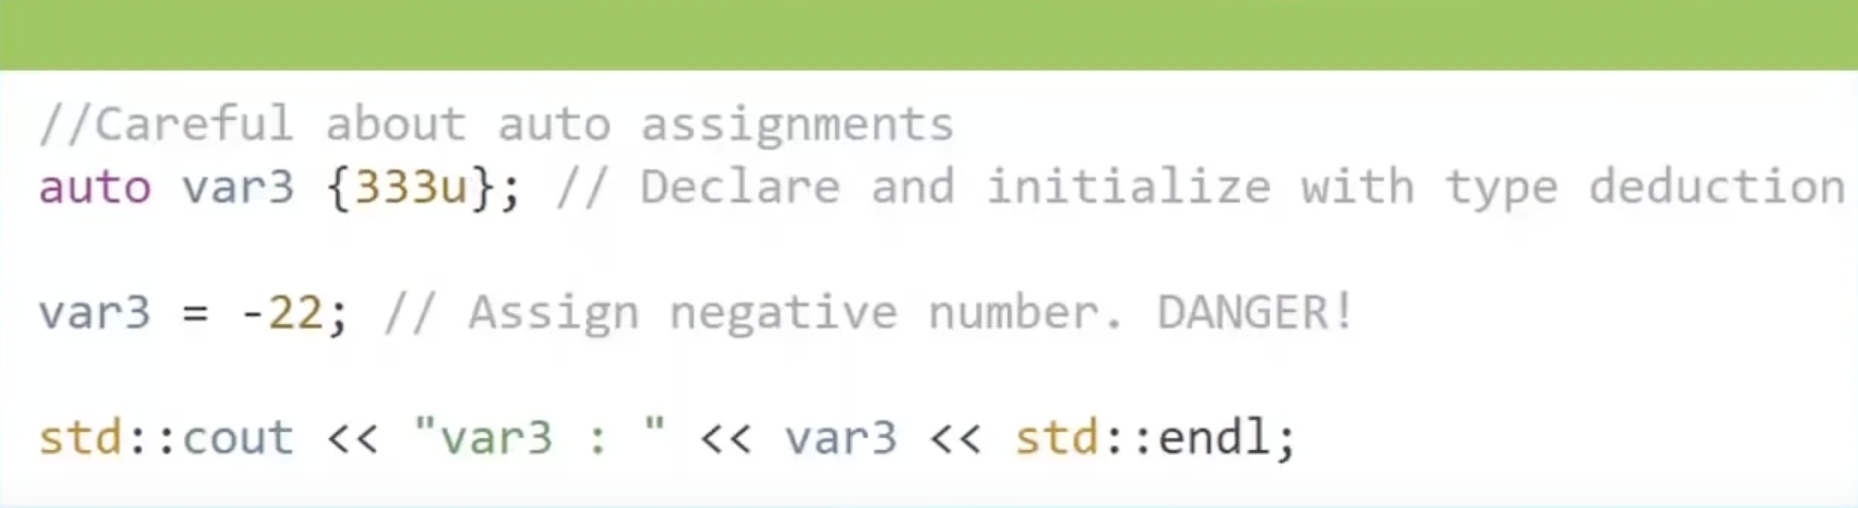 //Careful about auto assignments
auto var3 {333u}; // Declare and initialize with type deduction
var3 = -22; // Assign negative number. DANGER!
std::cout << "var3 : " << var3 << std::endl;